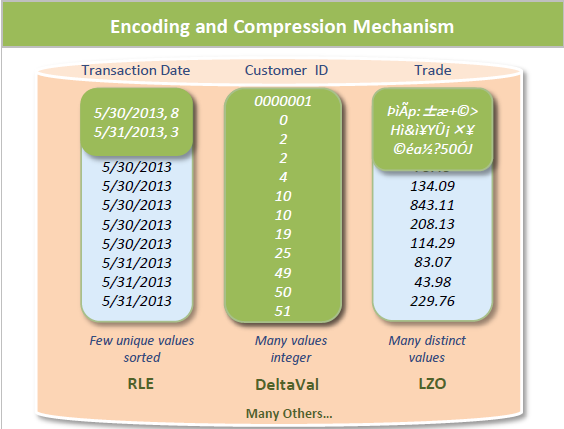 Encoding and Compression Mechanism
Transaction Date
Customer ID
Trade
5/30/2013, 8
5/31/2013, 3
5/30/2013
5/30/2013
5/30/2013
5/30/2013
5/30/2013
5/31/2013
5/31/2013
5/31/2013
0000001
0
2
2
4
10
10
19
25
49
50
51
ÞìÃp: ±æ+©>
Hì&ì¥YÛ¡ ×¥
©éa½?50ÓJ
134.09
843.11
208.13
114.29
83.07
43.98
229.76
Few unique values
sorted
RLE
Many values
integer
DeltaVal
Many distinct
values
LZO
Many Others…